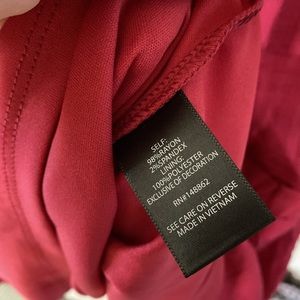 SELF:
98%RAYON
2%SPANDEX
LINING:
100%POLYESTER
EXCLUSIVE OF DECORATION
RN#148862
SEE CARE ON REVERSE
MADE IN VIETNAM